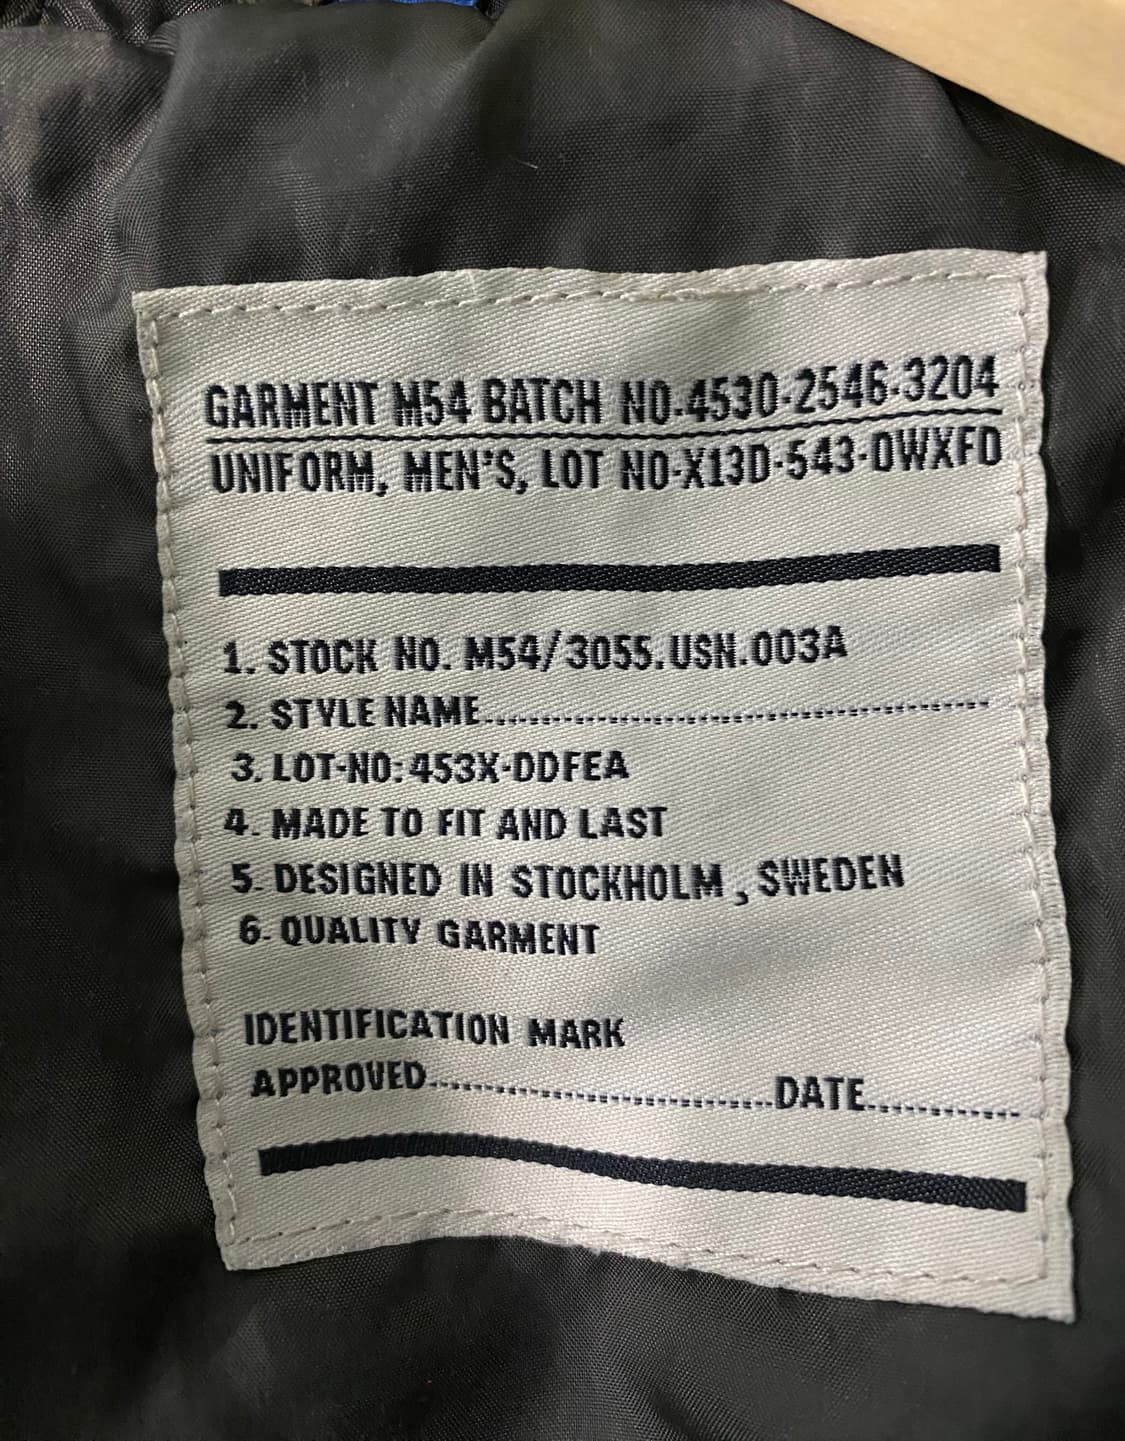 GARMENT M54 BATCH NO-4530-2546-3204
UNIFORM, MEN'S, LOT NO-X13D-543-OWXFD
1. STOCK NO. M54/3055.USN.003A
2. STYLE NAME................................................
3. LOT-NO:453X-DDFEA
4. MADE TO FIT AND LAST
5. DESIGNED IN STOCKHOLM , SWEDEN
6. QUALITY GARMENT
IDENTIFICATION MARK
APPROVED................................DATE..............